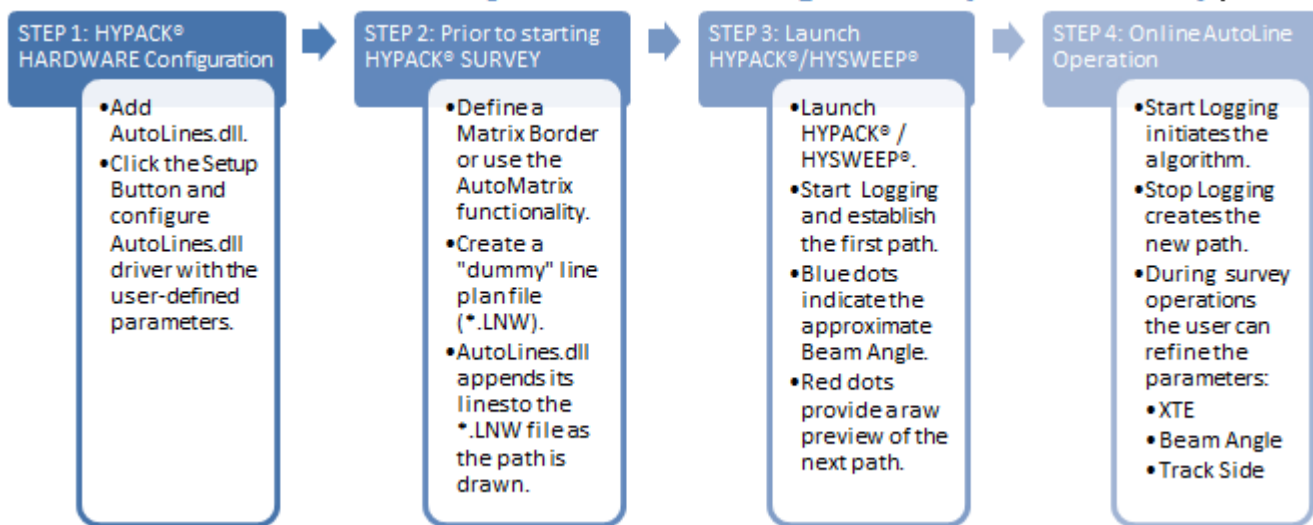 STEP 1: HYPACK®
HARDWARE Configuration
•Add
AutoLines.dll.
•Click the Setup
Button and
configure
AutoLines.dll
driver with the
user-defined
parameters.
STEP 2: Prior to starting
HYPACK® SURVEY
•Define a
Matrix Border
or use the
AutoMatrix
functionality.
•Create a
"dummy" line
plan file
(*.LNW).
•AutoLines.dll
appends its
lines to the
*.LNW file as
the path is
drawn.
STEP 3: Launch
HYPACK®/HYSWEEP®
•Launch
HYPACK® /
HYSWEEP®.
•Start Logging
and establish
the first path.
•Blue dots
indicate the
approximate
Beam Angle.
•Red dots
provide a raw
preview of the
next path.
STEP 4: Online AutoLine
Operation
•Start Logging
initiates the
algorithm.
•Stop Logging
creates the
new path.
•During survey
operations
the user can
refine the
parameters:
•XTE
•Beam Angle
•Track Side